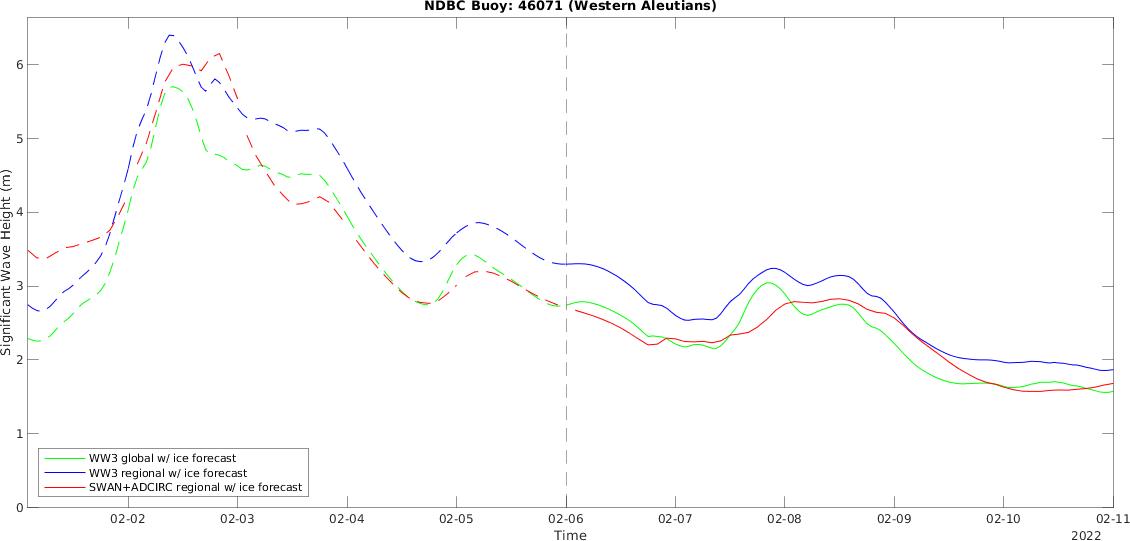 NDBC Buoy: 46071 (Western Aleutians)
Significant Wave Height (m)
6
5
4
3
2
1
0
WW3 global w/ ice forecast
WW3 regional w/ ice forecast
SWAN+ADCIRC regional w/ ice forecast
02-02 02-03 02-04 02-05 02-06 02-07 02-08 02-09 02-10 02-11
Time
2022